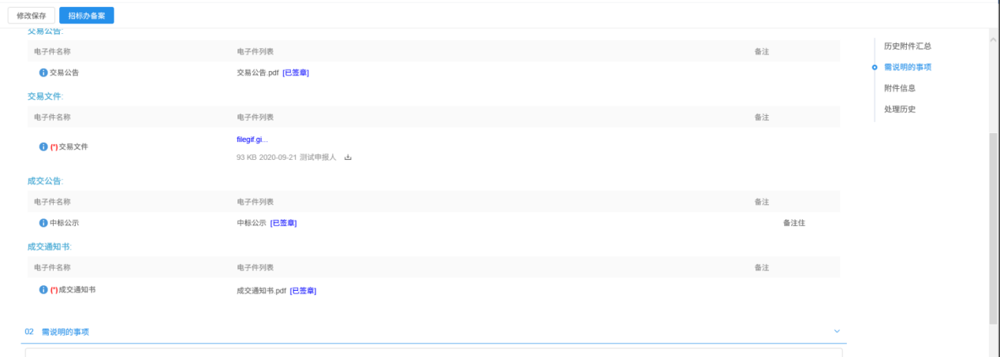 修改保存 招标办备案
交易公告:
电子件名称 电子件列表 备注
交易公告 交易公告.pdf [已签章]
交易文件:
电子件名称 电子件列表 备注
(*)交易文件 filegif.gi...
93 KB 2020-09-21 测试申报人
成交公告:
电子件名称 电子件列表 备注
中标公示 中标公示 [已签章] 备注住
成交通知书:
电子件名称 电子件列表 备注
(*)成交通知书 成交通知书.pdf [已签章]
02 需说明的事项
历史附件汇总
需说明的事项
附件信息
处理历史